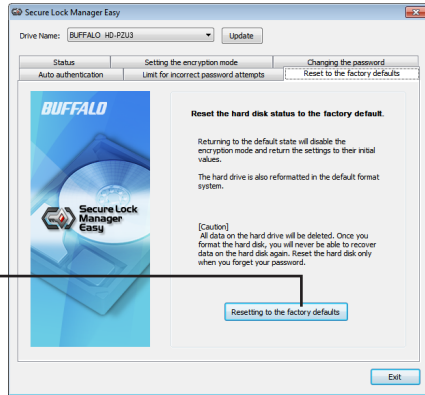 Secure Lock Manager Easy
Drive Name: BUFFALO HD-PZU3 Update
Status Setting the encryption mode Changing the password
Auto authentication Limit for incorrect password attempts Reset to the factory defaults
BUFFALO
Secure Lock
Manager
Easy
Reset the hard disk status to the factory default.
Returning to the default state will disable the
encryption mode and return the settings to their initial
values.
The hard drive is also reformatted in the default format
system.
[Caution]
All data on the hard drive will be deleted. Once you
format the hard disk, you will never be able to recover
data on the hard disk again. Reset the hard disk only
when you forget your password.
Resetting to the factory defaults
Exit